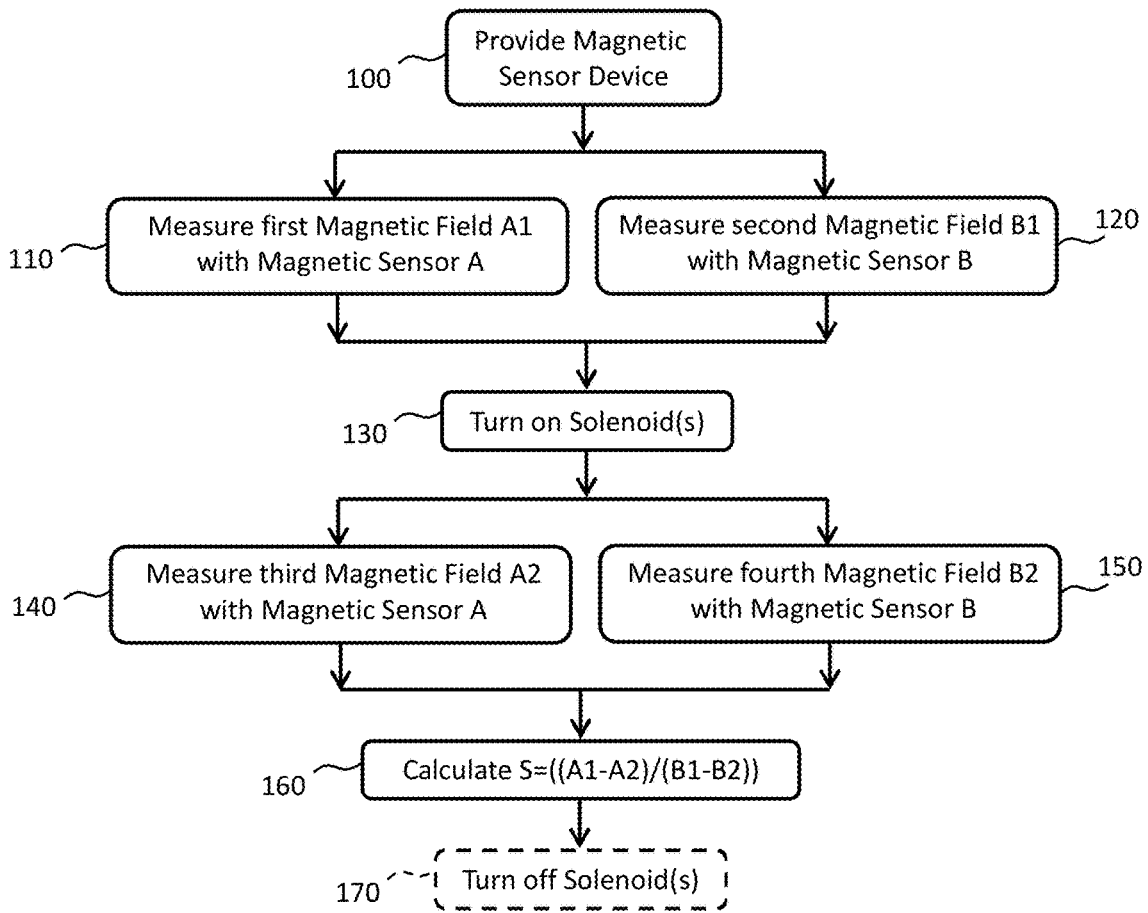 Provide Magnetic
Sensor Device
100
Measure first Magnetic Field A1
with Magnetic Sensor A
110
Measure second Magnetic Field B1
with Magnetic Sensor B
120
Turn on Solenoid(s)
130
Measure third Magnetic Field A2
with Magnetic Sensor A
140
Measure fourth Magnetic Field B2
with Magnetic Sensor B
150
Calculate S=((A1-A2)/(B1-B2))
160
Turn off Solenoid(s)
170